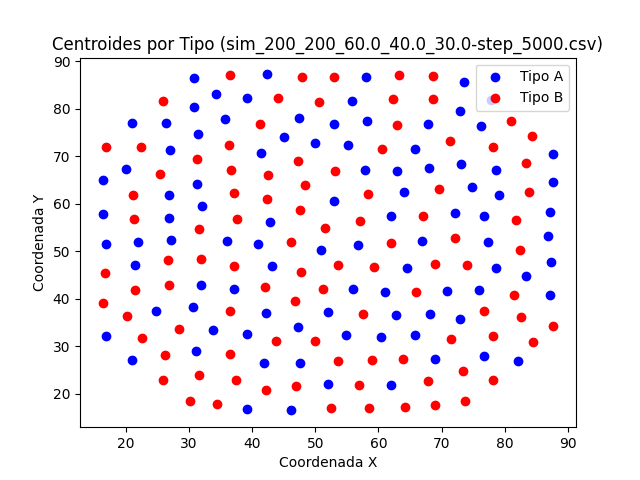 Centroides por Tipo (sim_200_200_60.0_40.0_30.0-step_5000.csv)
Tipo A
Tipo B
90
80
70
60
50
40
30
20
Coordenada Y
20 30 40 50 60 70 80 90
Coordenada X